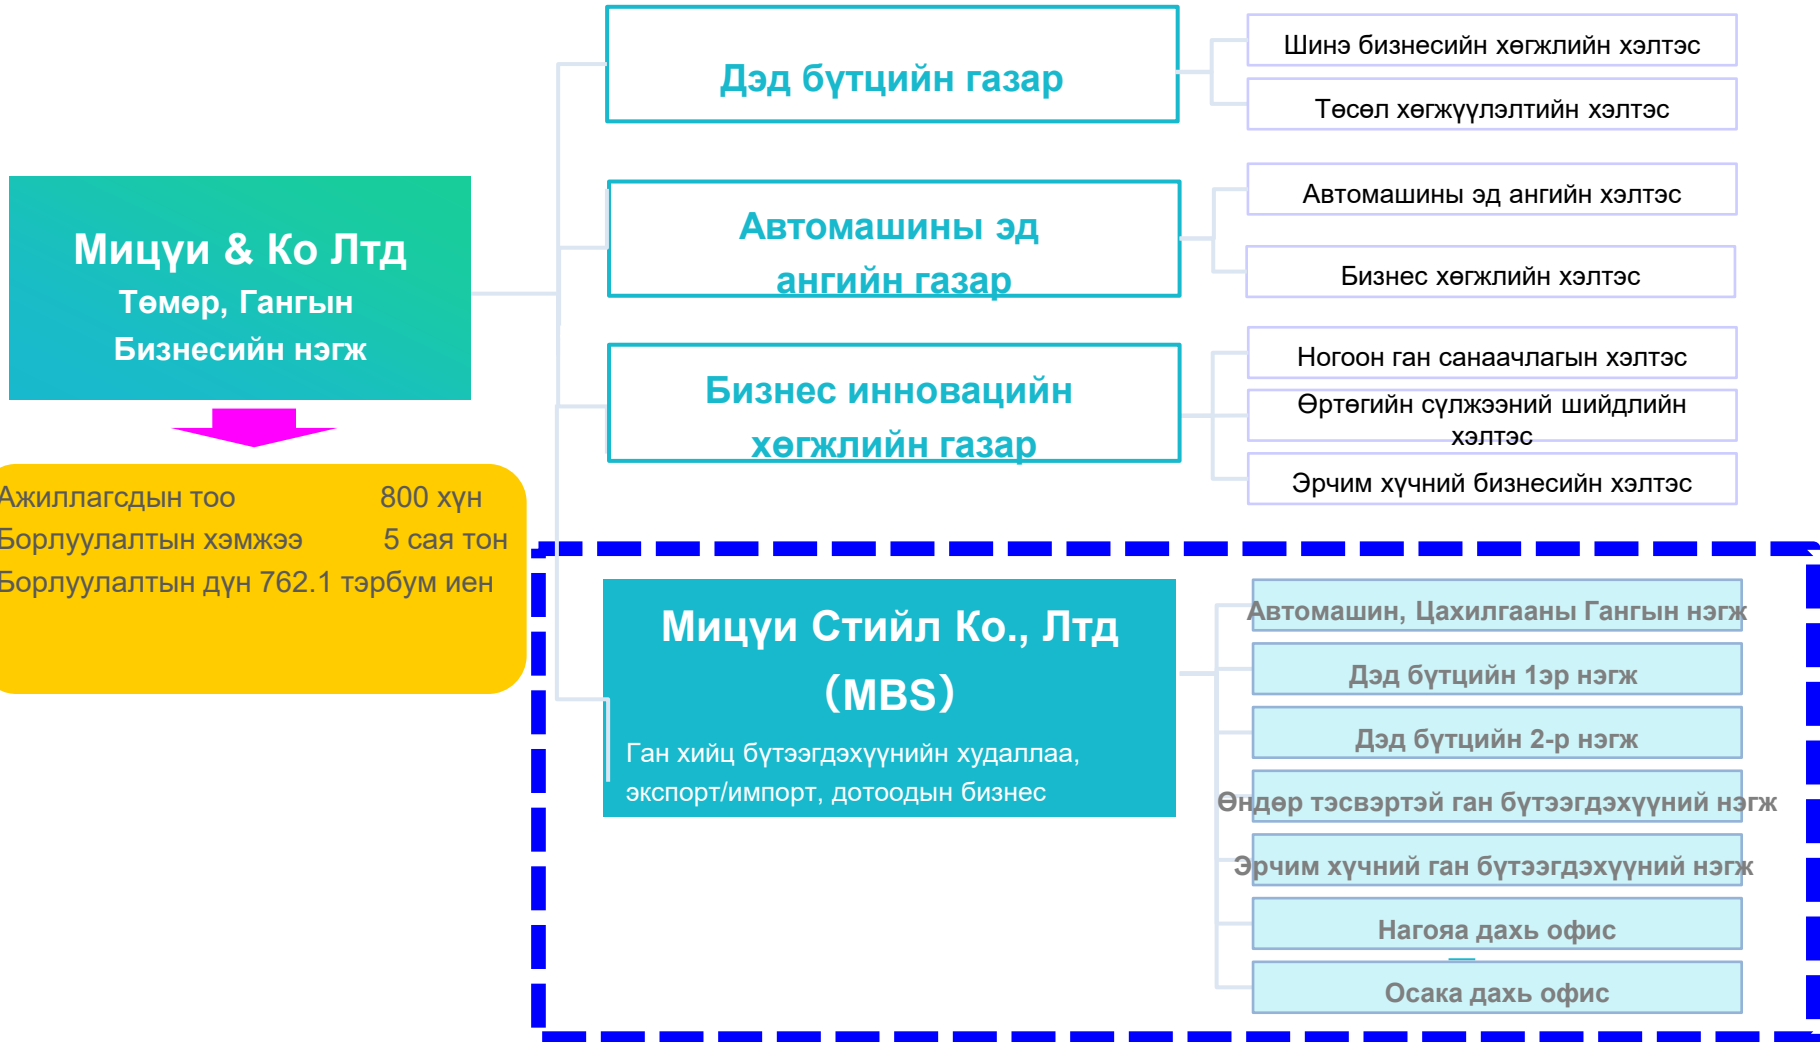 Мицүи & Ко Лтд
Төмөр, Гангын
Бизнесийн нэгж
Ажиллагсдын тоо 800 хүн
Борлуулалтын хэмжээ 5 сая тон
Борлуулалтын дүн 762.1 тэрбум иен
Дэд бүтцийн газар
Шинэ бизнесийн хөгжлийн хэлтэс
Төсөл хөгжүүлэлтийн хэлтэс
Автомашины эд
ангийн газар
Автомашины эд ангийн хэлтэс
Бизнес хөгжлийн хэлтэс
Бизнес инновацийн
хөгжлийн газар
Ногоон ган санаачлагын хэлтэс
Өртөгийн сүлжээний шийдлийн
хэлтэс
Эрчим хүчний бизнесийн хэлтэс
Мицүи Стийл Ко., Лтд
(MBS)
Ган хийц бүтээгдэхүүнийн худаллаа,
экспорт/импорт, дотоодын бизнес
Автомашин, Цахилгааны Гангын нэгж
Дэд бүтцийн 1эр нэгж
Дэд бүтцийн 2-р нэгж
Өндөр тэсвэртэй ган бүтээгдэхүүний нэгж
Эрчим хүчний ган бүтээгдэхүүний нэгж
Нагояа дахь офис
Осака дахь офис